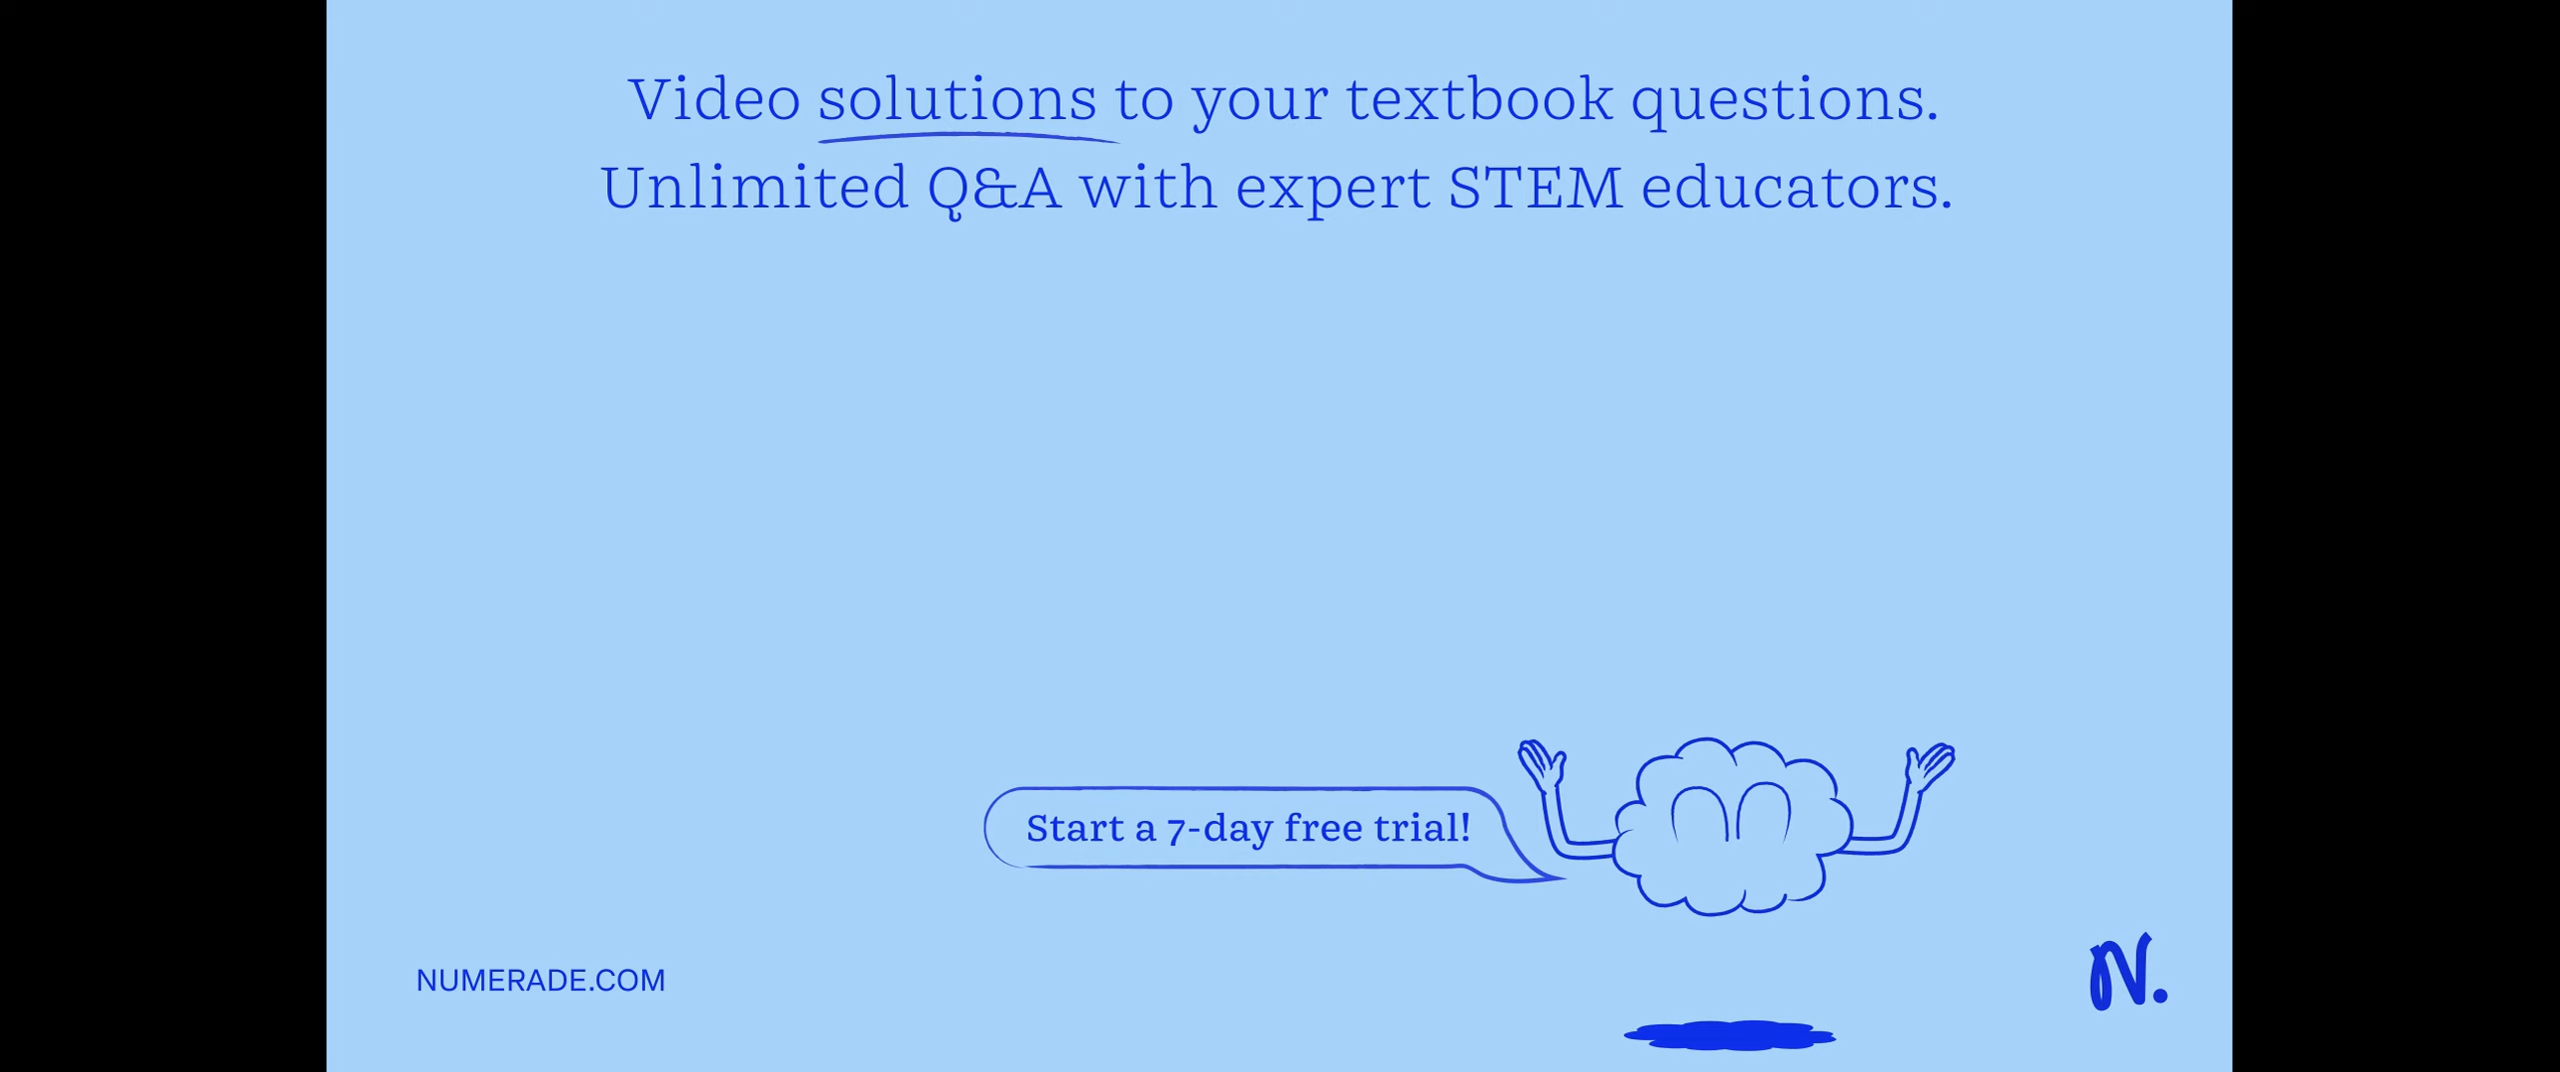 Video solutions to your textbook questions.
Unlimited Q&A with expert STEM educators.
Start a 7-day free trial!
NUMERADE.COM
N.